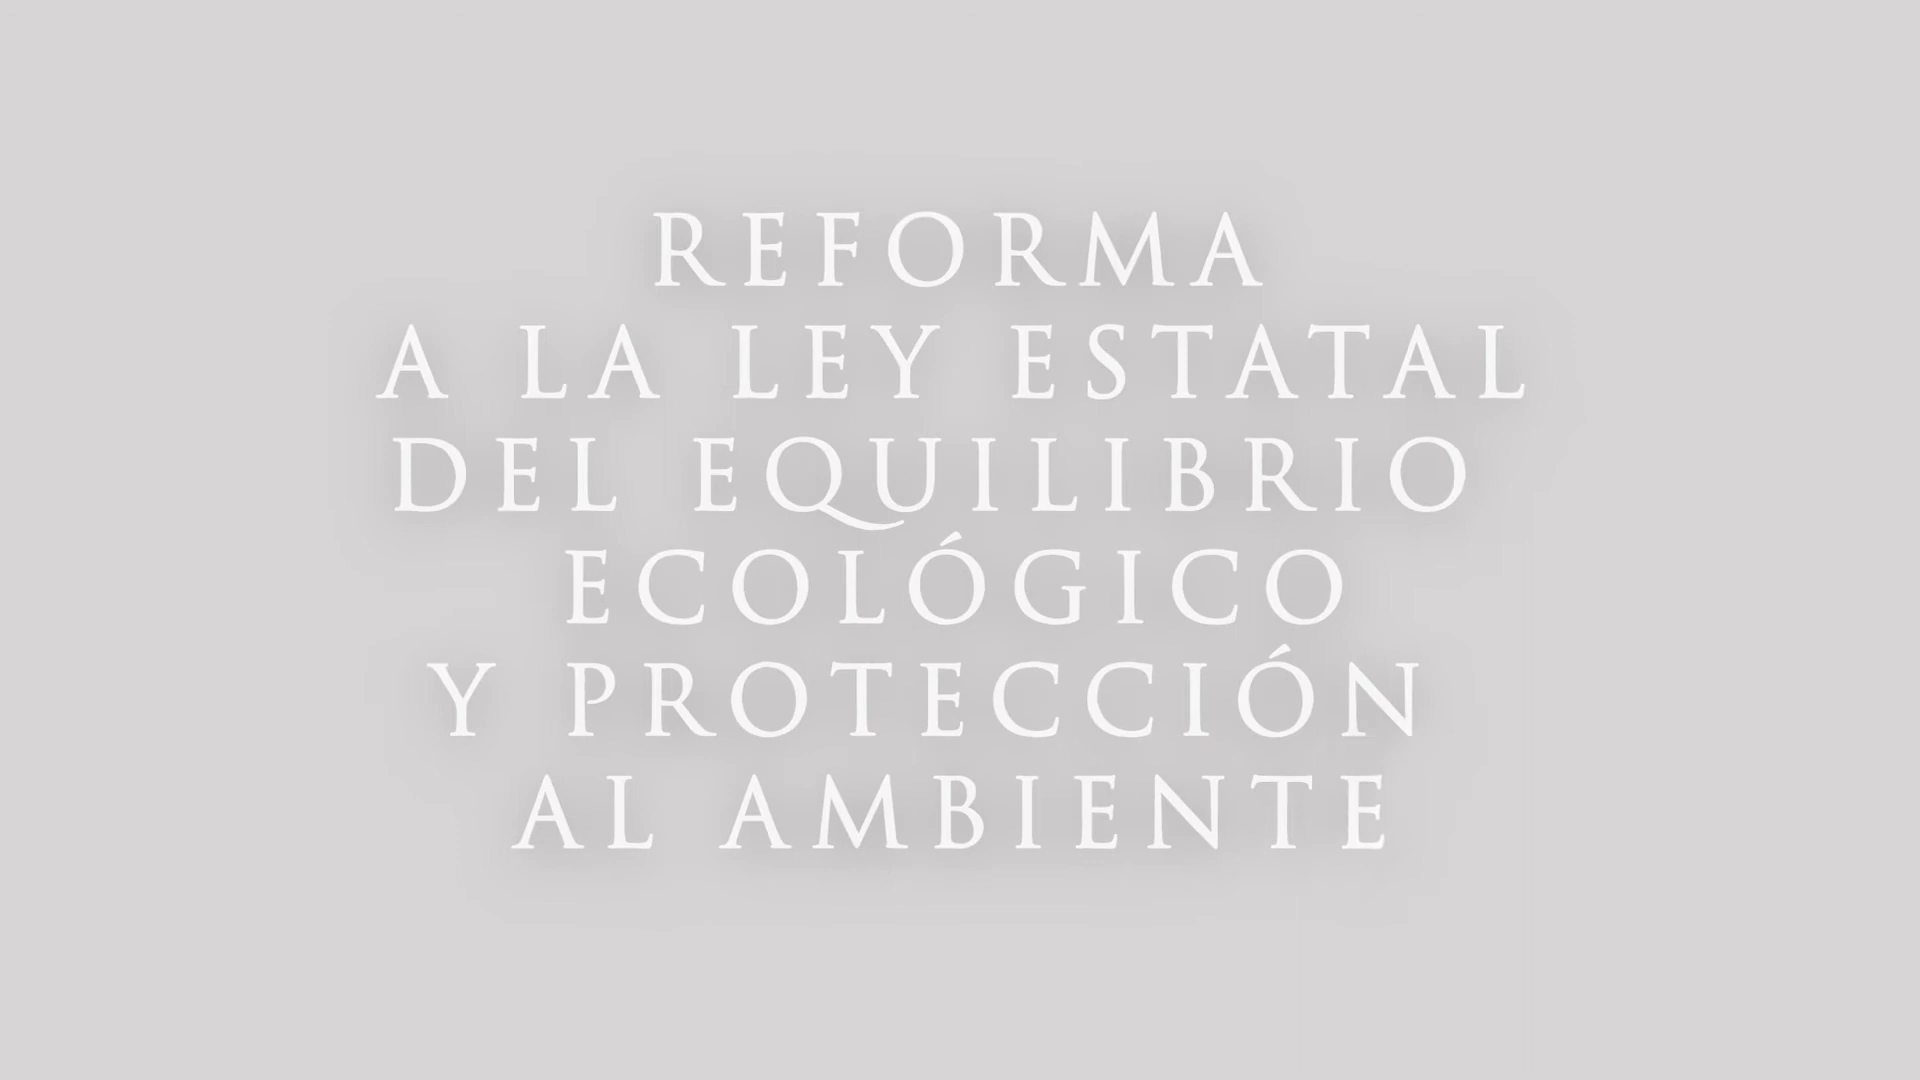 REFORMA
A LA LEY ESTATAL
DEL EQUILIBRIO
ECOLÓGICO
Y PROTECCIÓN
AL AMBIENTE